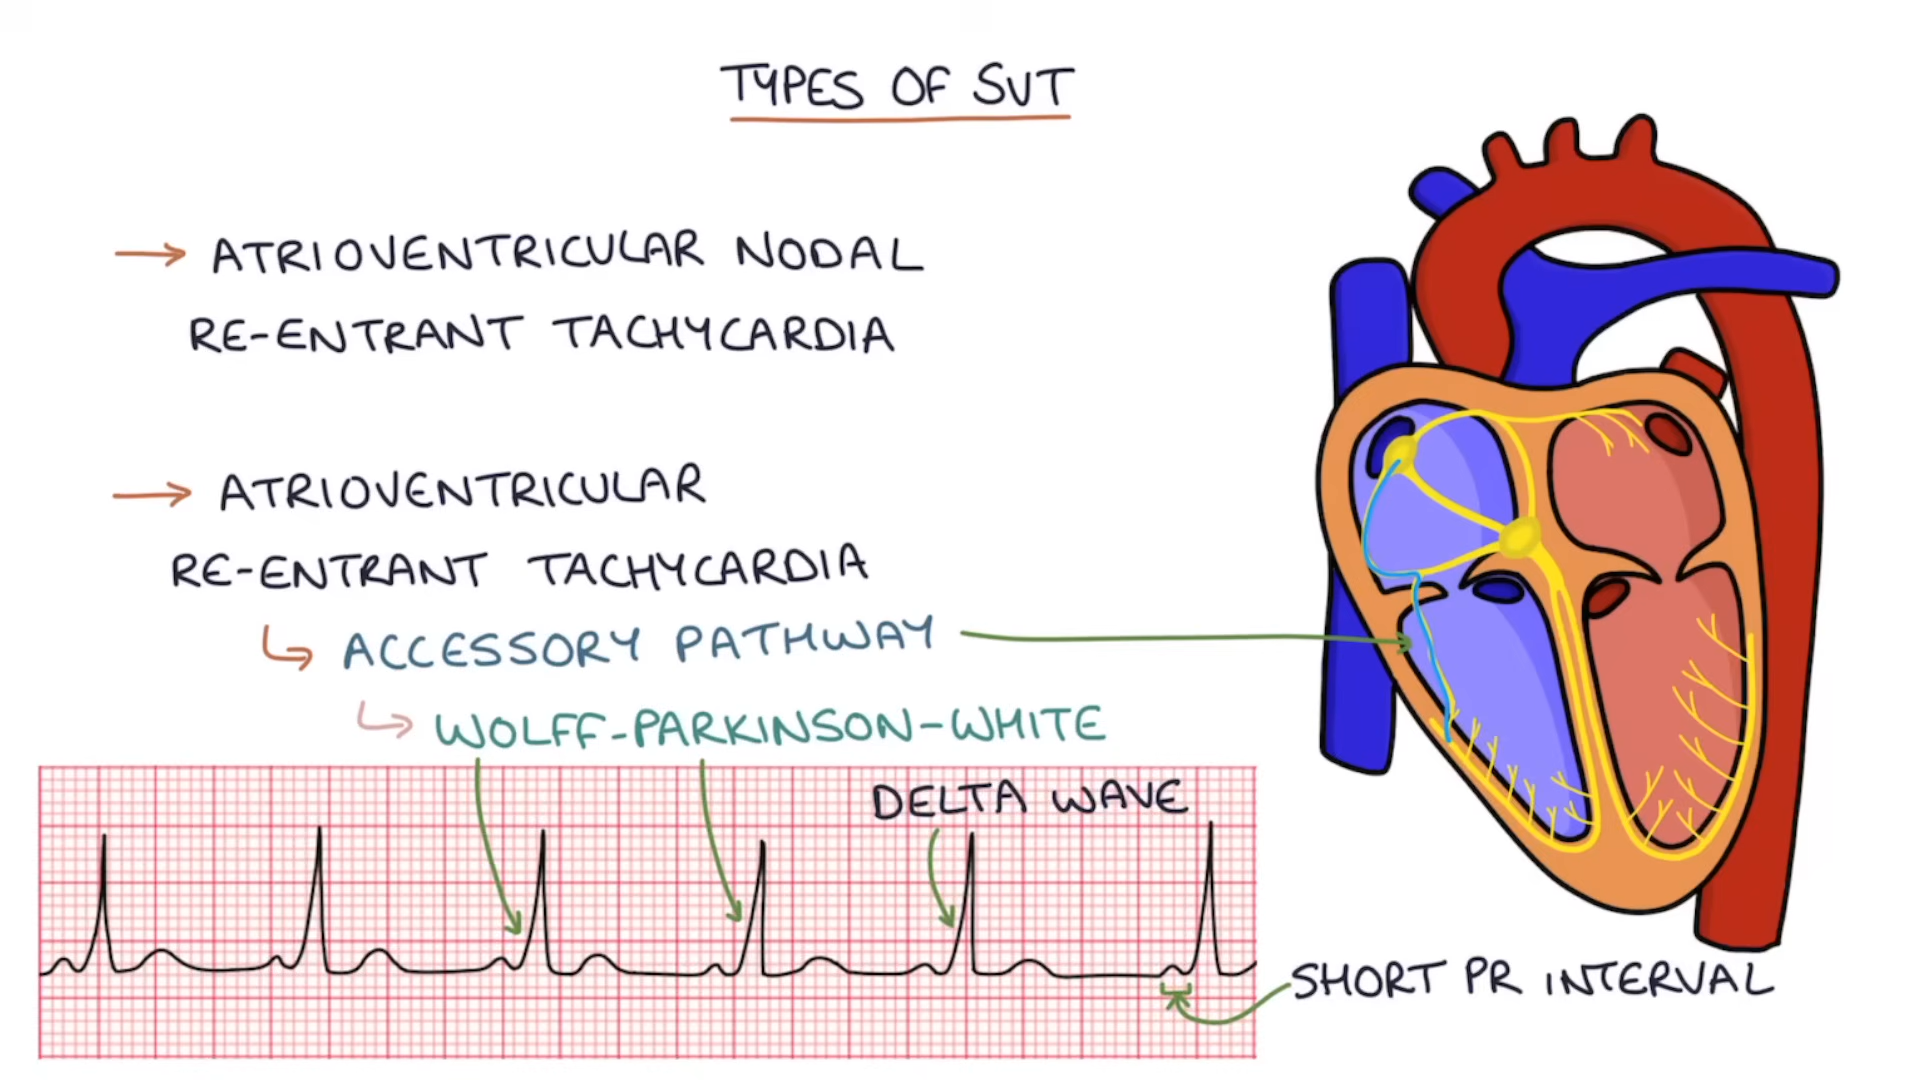 TYPES OF SVT
→ ATRIOVENTRICULAR NODAL
RE-ENTRANT TACHYCARDIA
→ ATRIOVENTRICULAR
RE-ENTRANT TACHYCARDIA
↳ ACCESSORY PATHWAY
↳ WOLFF-PARKINSON-WHITE
DELTA WAVE
SHORT PR INTERVAL